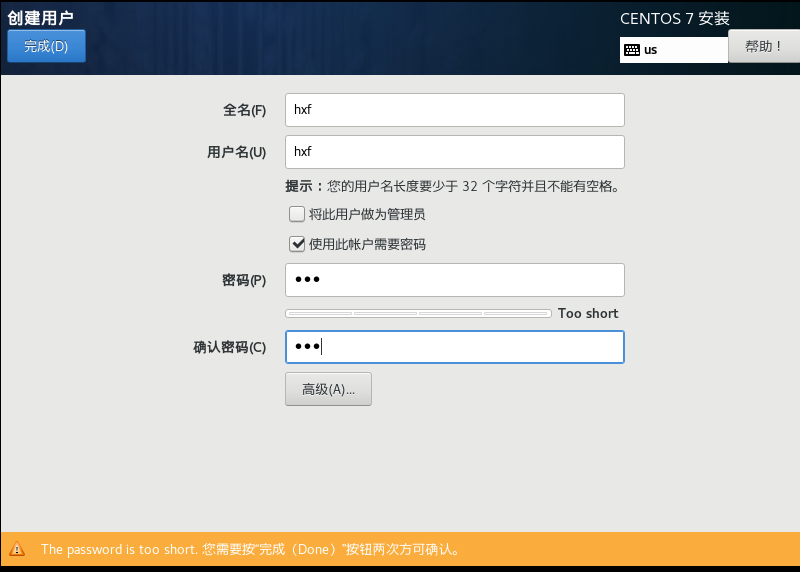 创建用户
CENTOS 7 安装
完成(D)
us
帮助！
全名(F)
hxf
用户名(U)
hxf
提示：您的用户名长度要少于 32 个字符并且不能有空格。
将此用户做为管理员
使用此帐户需要密码
密码(P)
●●●
Too short
确认密码(C)
●●●
高级(A)...
The password is too short. 您需要按“完成（Done）”按钮两次方可确认。